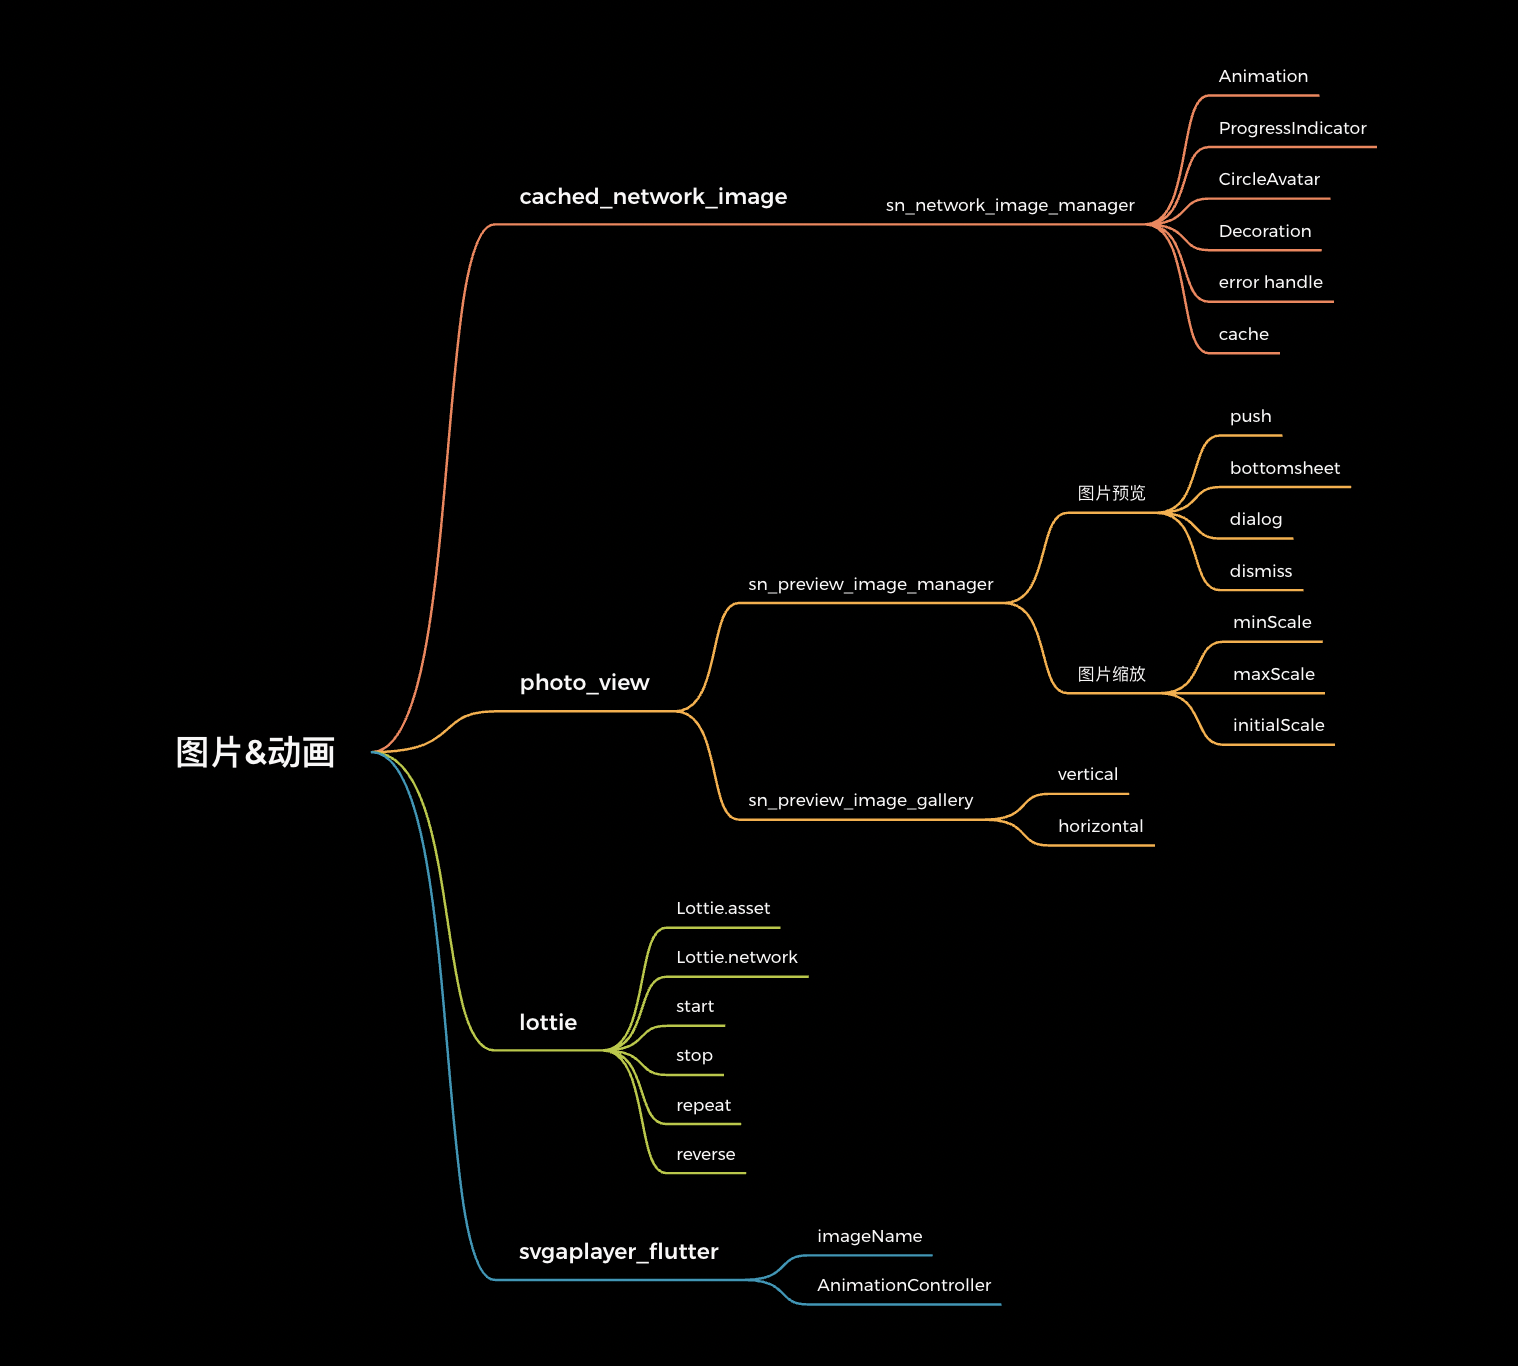 图片&动画
cached_network_image
sn_network_image_manager
Animation
ProgressIndicator
CircleAvatar
Decoration
error handle
cache
photo_view
sn_preview_image_manager
图片预览
push
bottomsheet
dialog
dismiss
图片缩放
minScale
maxScale
initialScale
sn_preview_image_gallery
vertical
horizontal
lottie
Lottie.asset
Lottie.network
start
stop
repeat
reverse
svgaplayer_flutter
imageName
AnimationController